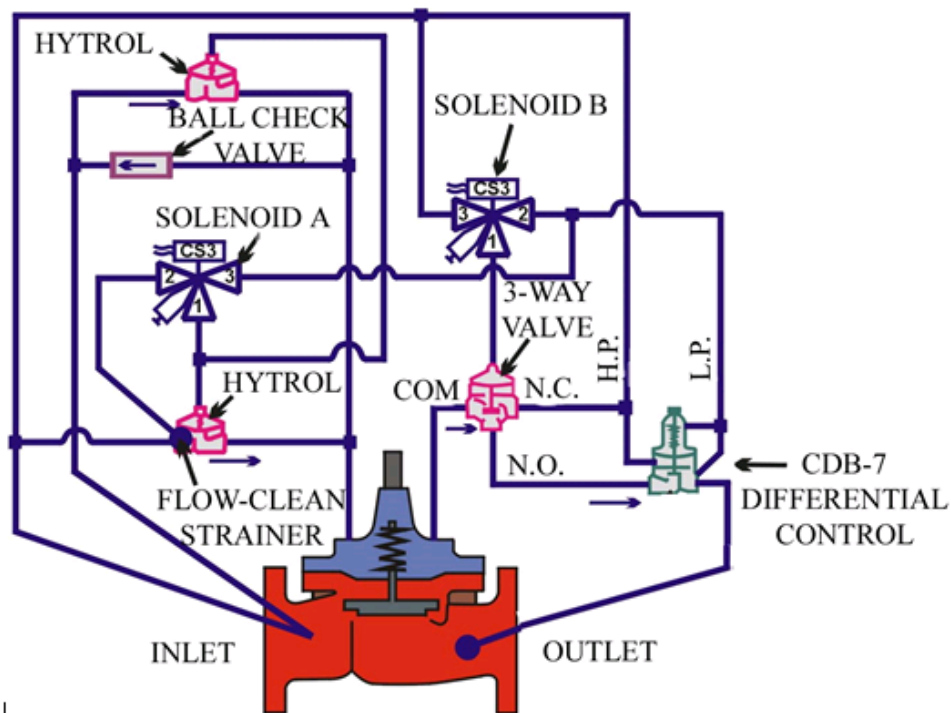 HYTROL
BALL CHECK
VALVE
SOLENOID B
CS3
3 2
1
SOLENOID A
CS3
2 3
1
3-WAY
VALVE
H.P.
L.P.
HYTROL
COM
N.C.
N.O.
FLOW-CLEAN
STRAINER
CDB-7
DIFFERENTIAL
CONTROL
INLET
OUTLET